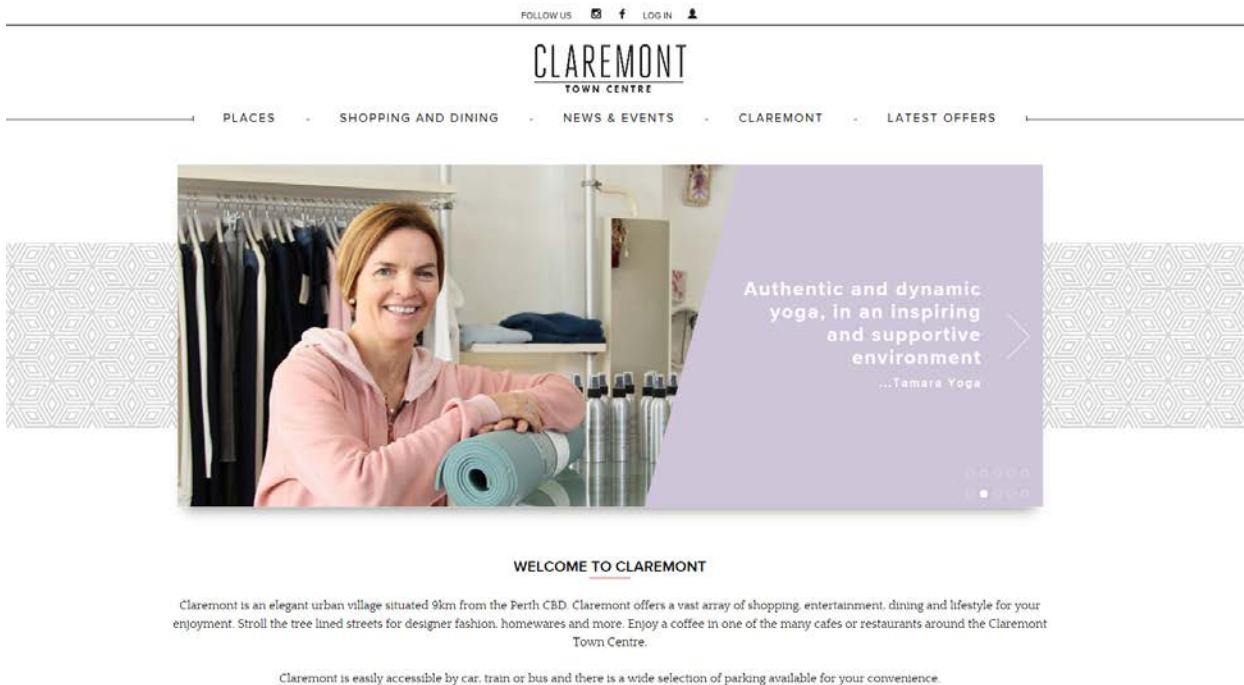 FOLLOW US LOG IN
CLAREMONT
TOWN CENTRE
PLACES - SHOPPING AND DINING - NEWS & EVENTS - CLAREMONT - LATEST OFFERS
Authentic and dynamic
yoga, in an inspiring
and supportive
environment
...Tamara Yoga
WELCOME TO CLAREMONT
Claremont is an elegant urban village situated 9km from the Perth CBD. Claremont offers a vast array of shopping, entertainment, dining and lifestyle for your
enjoyment. Stroll the tree lined streets for designer fashion, homewares and more. Enjoy a coffee in one of the many cafes or restaurants around the Claremont
Town Centre.
Claremont is easily accessible by car, train or bus and there is a wide selection of parking available for your convenience.